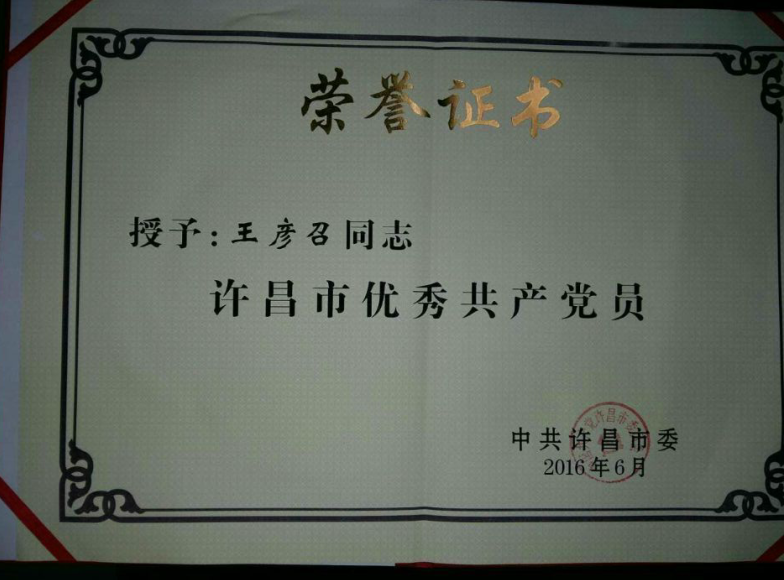 荣誉证书
授予:王彦召同志
许昌市优秀共产党员
中共许昌市委
2016年6月